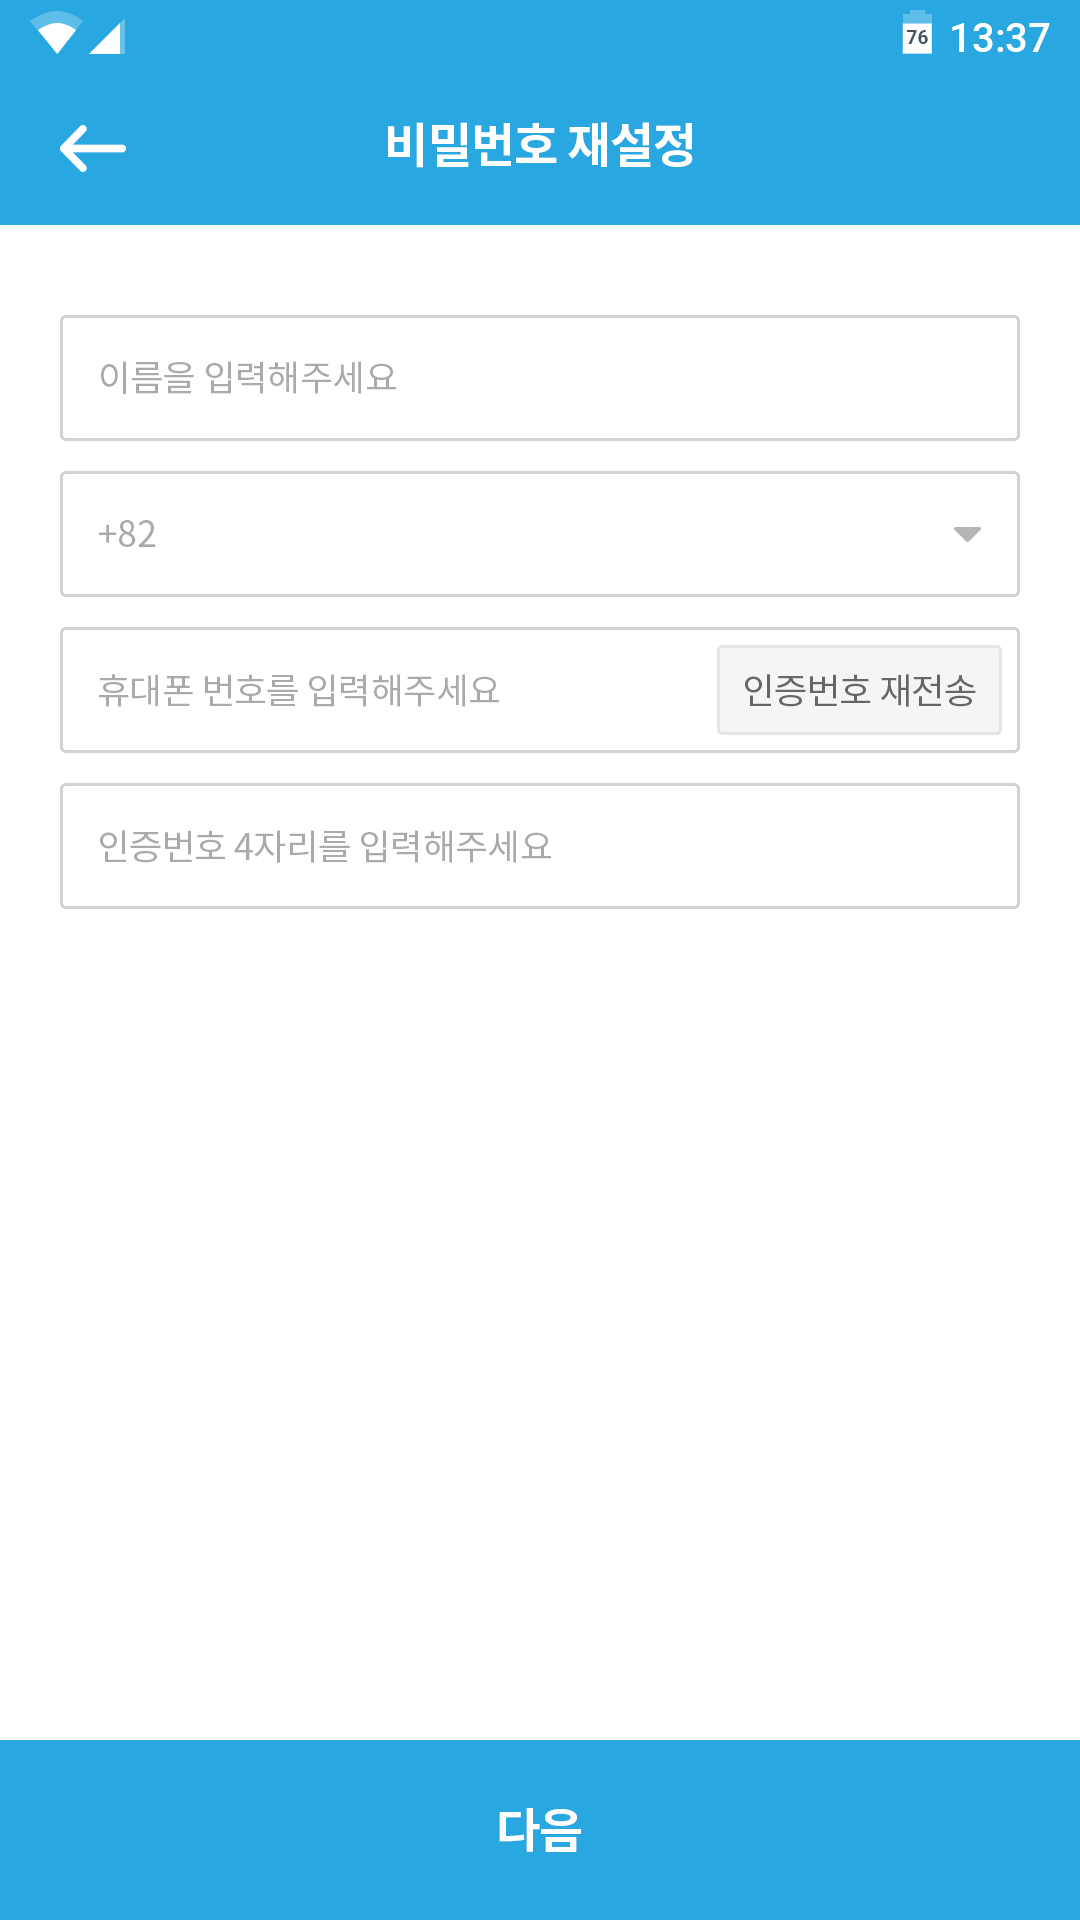 76 13:37
비밀번호 재설정
이름을 입력해주세요
+82
휴대폰 번호를 입력해주세요 인증번호 재전송
인증번호 4자리를 입력해주세요
다음